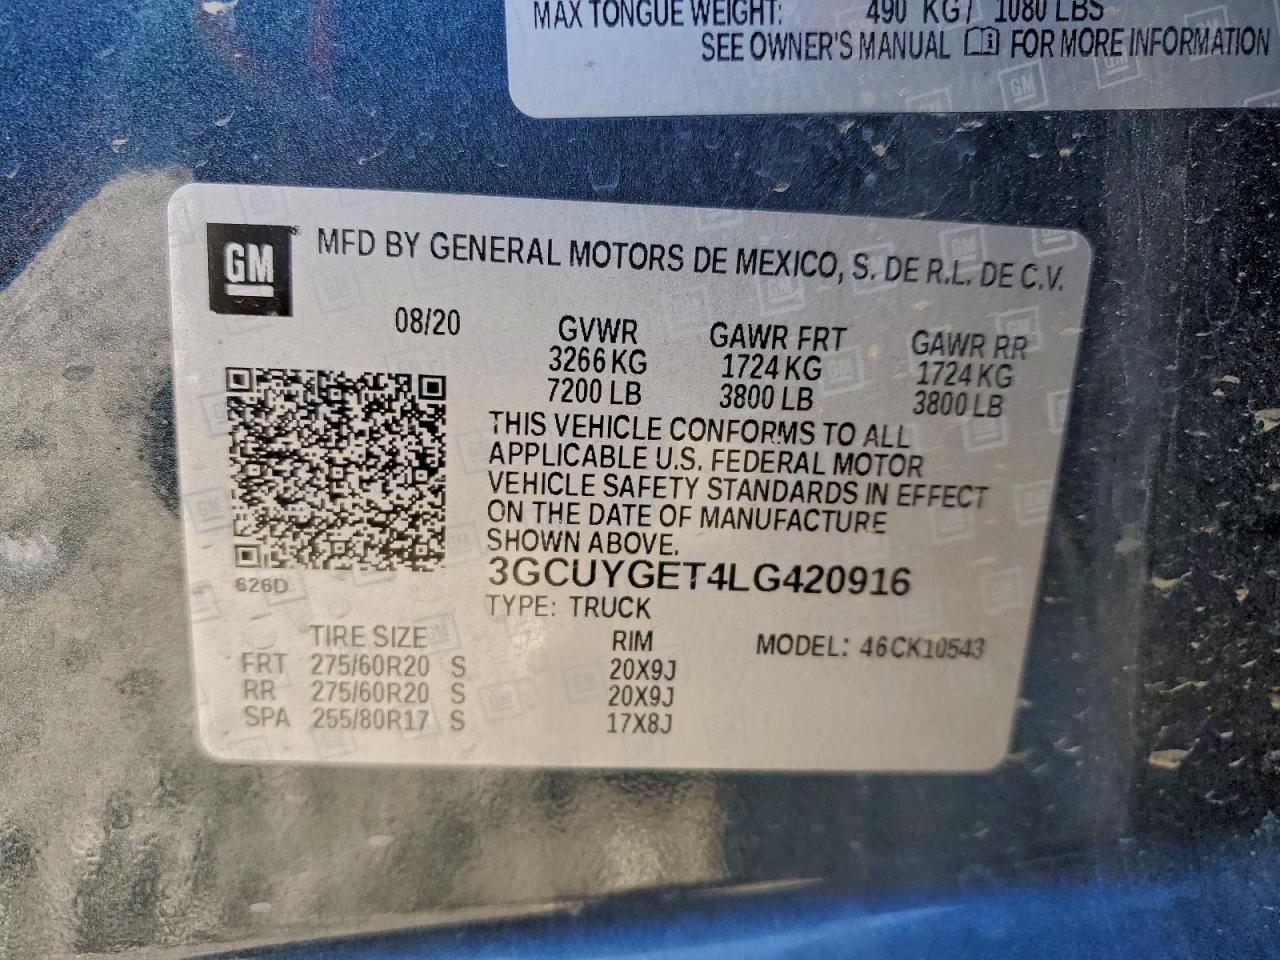 MAX TONGUE WEIGHT: 490 KG / 1080 LBS
SEE OWNER'S MANUAL FOR MORE INFORMATION
GM
MFD BY GENERAL MOTORS DE MEXICO, S. DE R.L. DE C.V.
08/20 GVWR GAWR FRT GAWR RR
3266 KG 1724 KG 1724 KG
7200 LB 3800 LB 3800 LB
THIS VEHICLE CONFORMS TO ALL
APPLICABLE U.S. FEDERAL MOTOR
VEHICLE SAFETY STANDARDS IN EFFECT
ON THE DATE OF MANUFACTURE
SHOWN ABOVE.
626D
3GCUYGET4LG420916
TYPE: TRUCK
TIRE SIZE RIM MODEL: 46CK10543
FRT 275/60R20 S 20X9J
RR 275/60R20 S 20X9J
SPA 255/80R17 S 17X8J